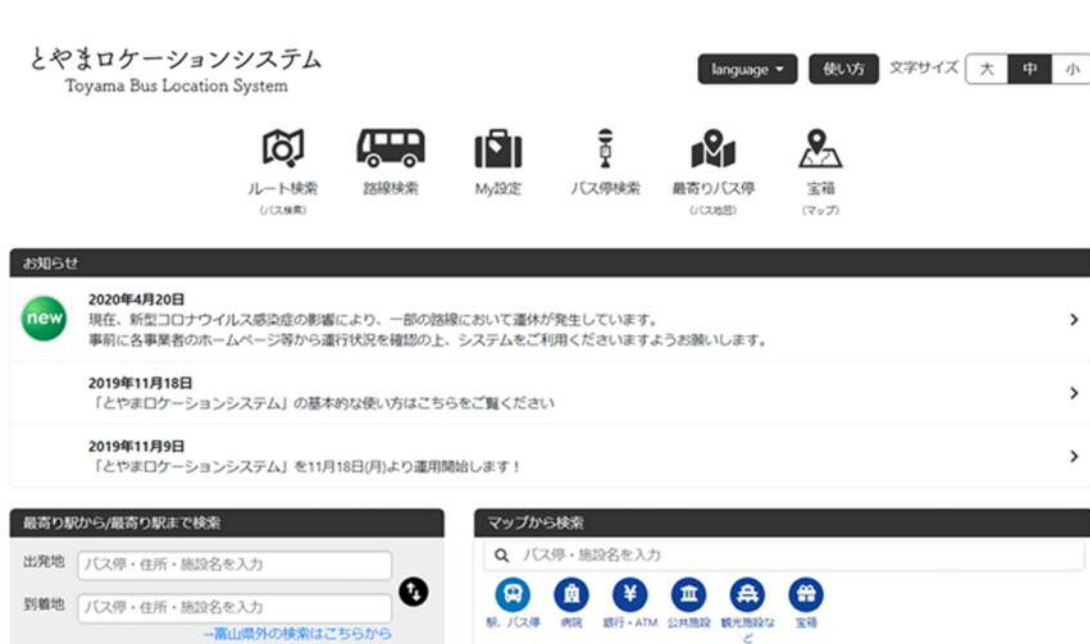 とやまロケーションシステム
Toyama Bus Location System
language
使い方
文字サイズ 大 中 小
ルート検索
(バス検索)
路線検索
My設定
バス停検索
最寄りバス停
(バス地図)
宝箱
(マップ)
お知らせ
new
2020年4月20日
現在、新型コロナウイルス感染症の影響により、一部の路線において運休が発生しています。
事前に各事業者のホームページ等から運行状況を確認の上、システムをご利用くださいますようお願いします。
2019年11月18日
「とやまロケーションシステム」の基本的な使い方はこちらをご覧ください
2019年11月9日
「とやまロケーションシステム」を11月18日(月)より運用開始します!
最寄り駅から/最寄り駅まで検索
出発地 バス停・住所・施設名を入力
到着地 バス停・住所・施設名を入力
→富山県外の検索はこちらから
マップから検索
バス停・施設名を入力
駅、バス停
病院
¥
銀行・ATM
公共施設
観光施設な
ど
宝箱